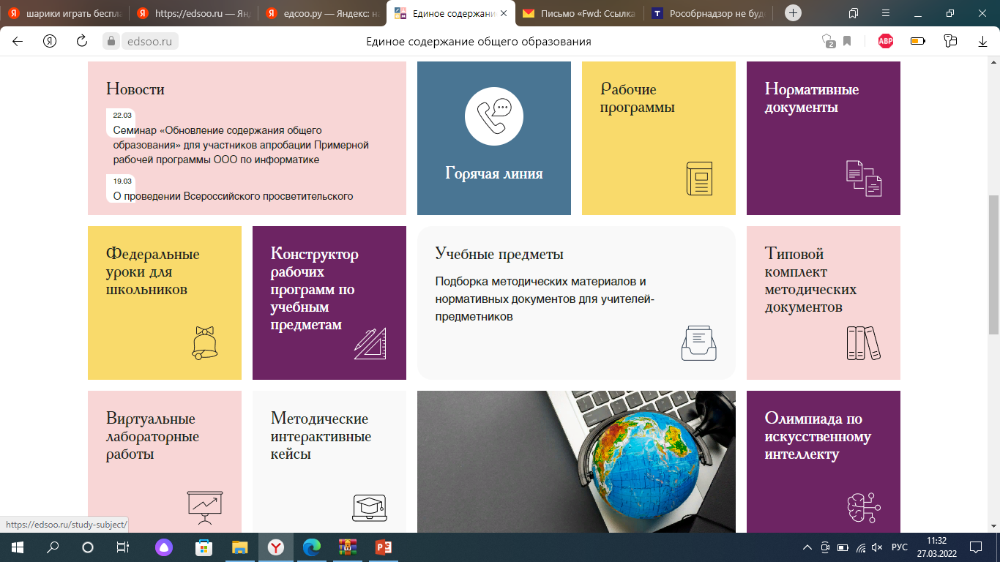 шарики играть беспла
https://edsoo.ru — Ян
едсоо.ру — Яндекс: на
Единое содержани
Письмо «Fwd: Ссылка
Рособрнадзор не буд
edsoo.ru
Единое содержание общего образования
2
ABP
Новости
22.03
Семинар «Обновление содержания общего
образования» для участников апробации Примерной
рабочей программы ООО по информатике
19.03
О проведении Всероссийского просветительского
Горячая линия
Рабочие
программы
Нормативные
документы
Федеральные
уроки для
школьников
Конструктор
рабочих
программ по
учебным
предметам
Учебные предметы
Подборка методических материалов и
нормативных документов для учителей-
предметников
Типовой
комплект
методических
документов
Виртуальные
лабораторные
работы
Методические
интерактивные
кейсы
Олимпиада по
искусственному
интеллекту
https://edsoo.ru/study-subject/
РУС
11:32
27.03.2022